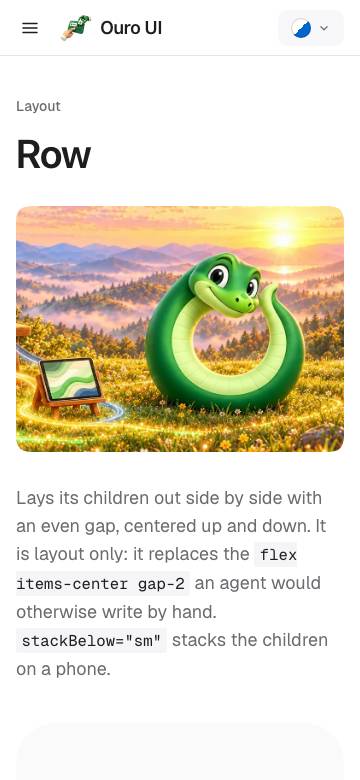 Ouro UI
Layout
Row
Lays its children out side by side with
an even gap, centered up and down. It
is layout only: it replaces the flex
items-center gap-2 an agent would
otherwise write by hand.
stackBelow="sm" stacks the children
on a phone.